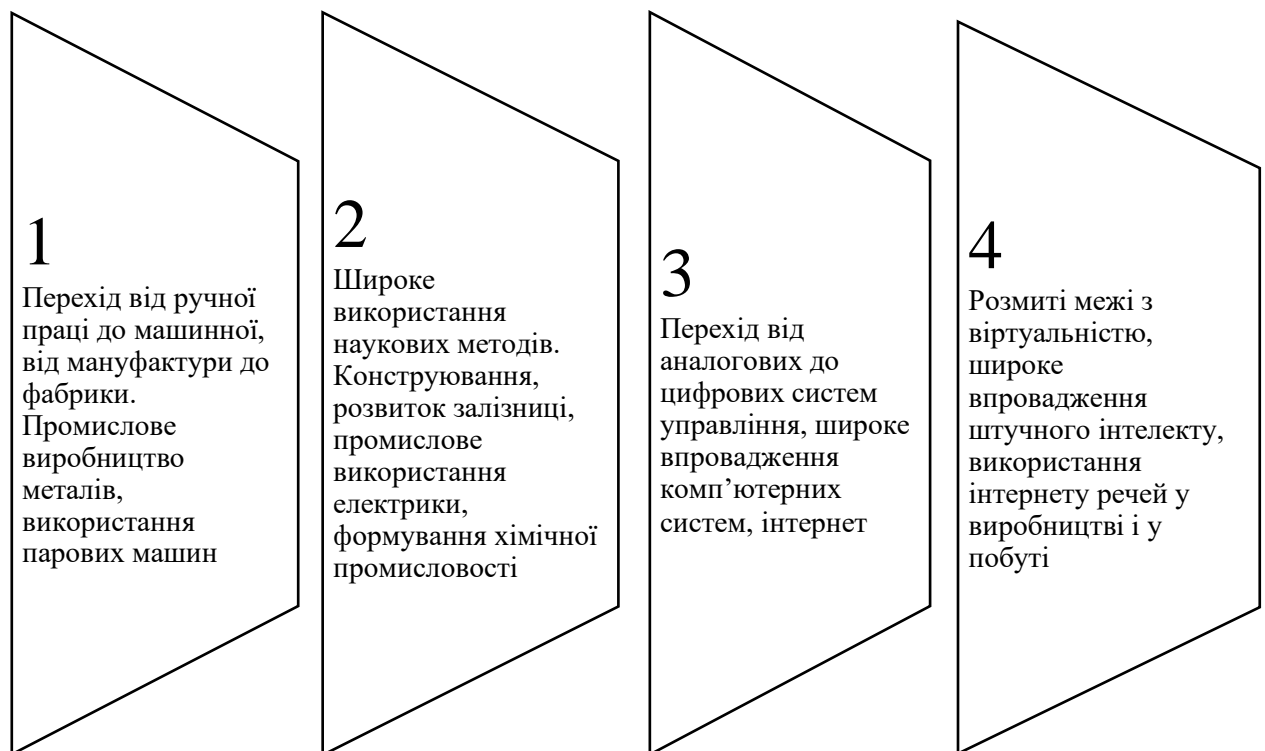 1
Перехід від ручної
праці до машинної,
від мануфактури до
фабрики.
Промислове
виробництво
металів,
використання
парових машин
2
Широке
використання
наукових методів.
Конструювання,
розвиток залізниці,
промислове
використання
електрики,
формування хімічної
промисловості
3
Перехід від
аналогових до
цифрових систем
управління, широке
впровадження
комп’ютерних
систем, інтернет
4
Розмиті межі з
віртуальністю,
широке
впровадження
штучного інтелекту,
використання
інтернету речей у
виробництві і у
побуті